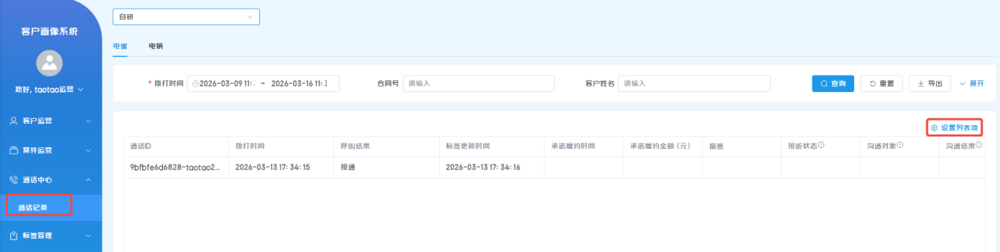 自研
客户画像系统
您好, taotao运营
客户运营
案件运营
通话中心
通话记录
标签管理
电催 电销
* 拨打时间 2026-03-09 11: - 2026-03-16 11: 合同号 请输入 客户姓名 请输入 查询 重置 导出 展开
设置列表项
通话ID 拨打时间 呼叫结果 标签更新时间 承诺履约时间 承诺履约金额 (元) 摘要 接听状态 沟通对象 沟通结果
9bfbfe6d6828-taotao2... 2026-03-13 17: 34: 15 接通 2026-03-13 17: 34: 16